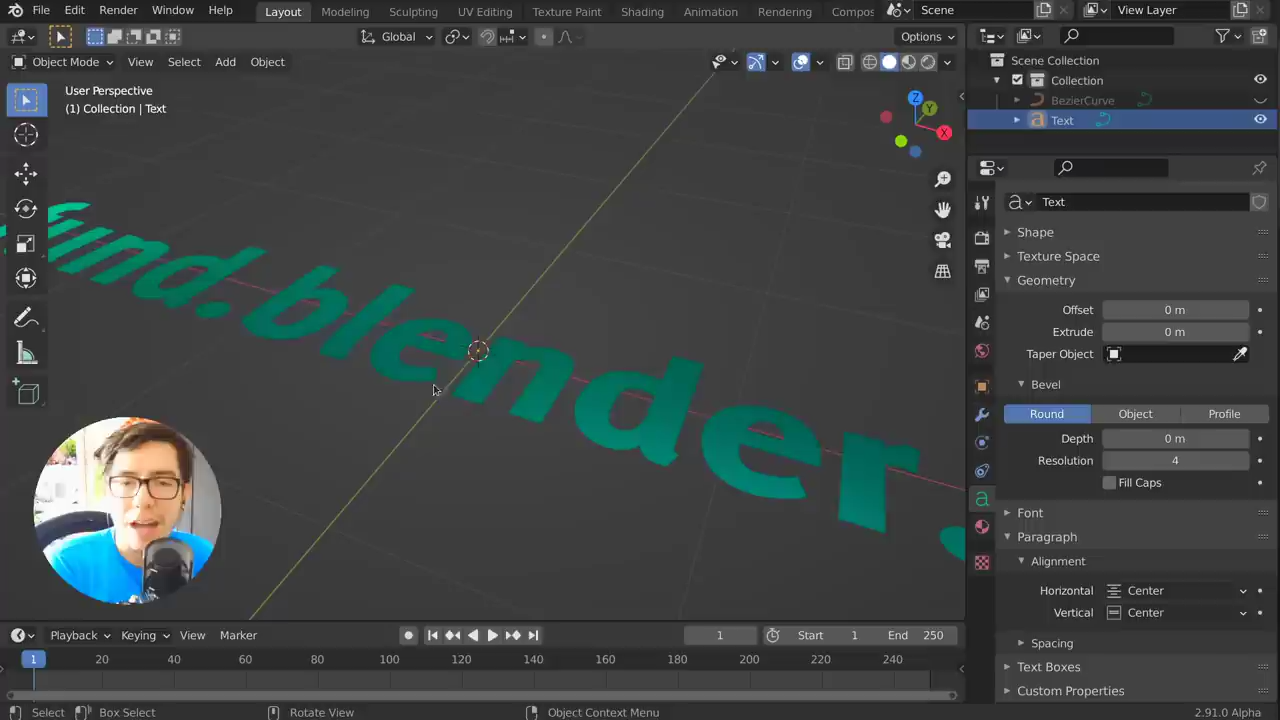 File Edit Render Window Help Layout Modeling Sculpting UV Editing Texture Paint Shading Animation Rendering Compos Scene View Layer
Global Options
Object Mode View Select Add Object
User Perspective
(1) Collection | Text
Z
Y
X
fund.blender.
Scene Collection
Collection
BezierCurve
Text
Text
Shape
Texture Space
Geometry
Offset 0 m
Extrude 0 m
Taper Object
Bevel
Round Object Profile
Depth 0 m
Resolution 4
Fill Caps
Font
Paragraph
Alignment
Horizontal Center
Vertical Center
Spacing
Text Boxes
Custom Properties
Playback Keying View Marker 1 Start 1 End 250
1 20 40 60 80 100 120 140 160 180 200 220 240
Select Box Select Rotate View Object Context Menu 2.91.0 Alpha